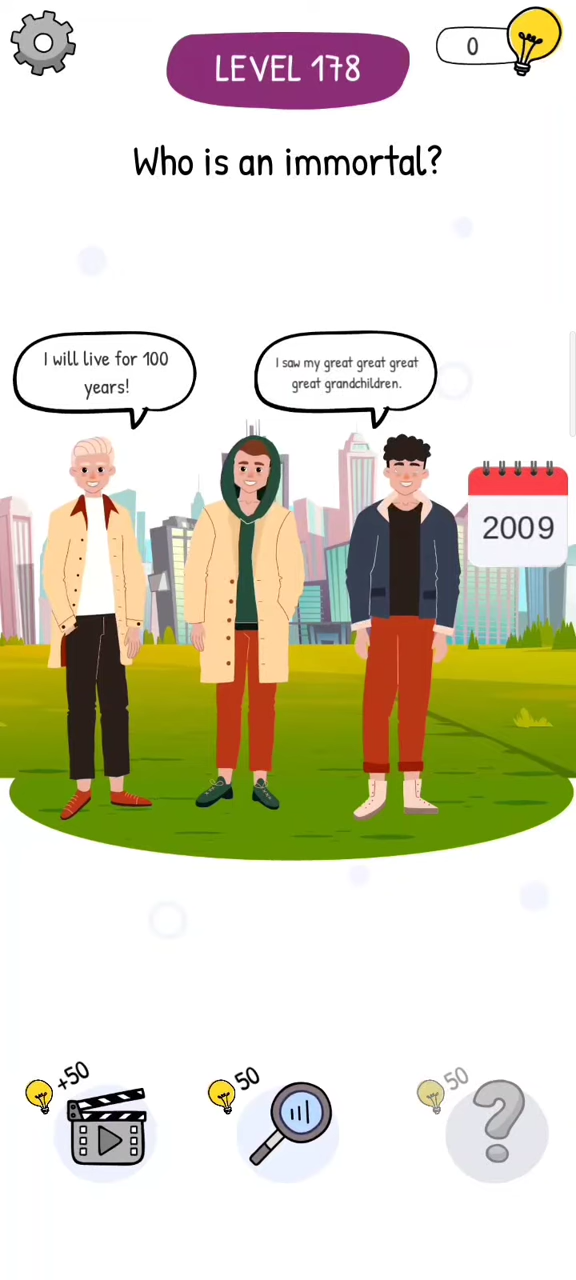 0
LEVEL 178
Who is an immortal?
I will live for 100
years!
I saw my great great great
great grandchildren.
2009
+50
50
50